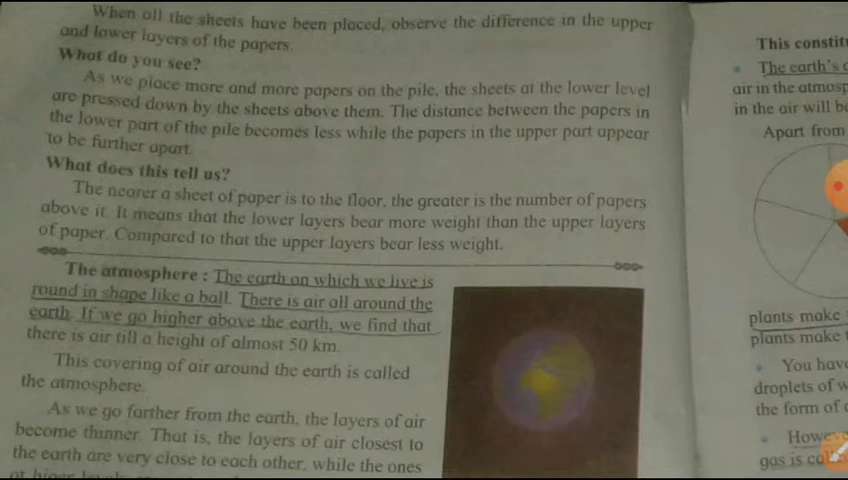 When all the sheets have been placed, observe the difference in the upper
and lower layers of the papers.
What do you see?
As we place more and more papers on the pile, the sheets at the lower level
are pressed down by the sheets above them. The distance between the papers in
the lower part of the pile becomes less while the papers in the upper part appear
to be further apart.
What does this tell us?
The nearer a sheet of paper is to the floor, the greater is the number of papers
above it. It means that the lower layers bear more weight than the upper layers
of paper. Compared to that the upper layers bear less weight.
The atmosphere : The earth on which we live is
round in shape like a ball. There is air all around the
earth. If we go higher above the earth, we find that
there is air till a height of almost 50 km.
This covering of air around the earth is called
the atmosphere.
As we go farther from the earth, the layers of air
become thinner. That is, the layers of air closest to
the earth are very close to each other, while the ones
This
The earth's
air in the
in the air will
Apart from
plants make
plants make
You
droplets of
the form of
gas is